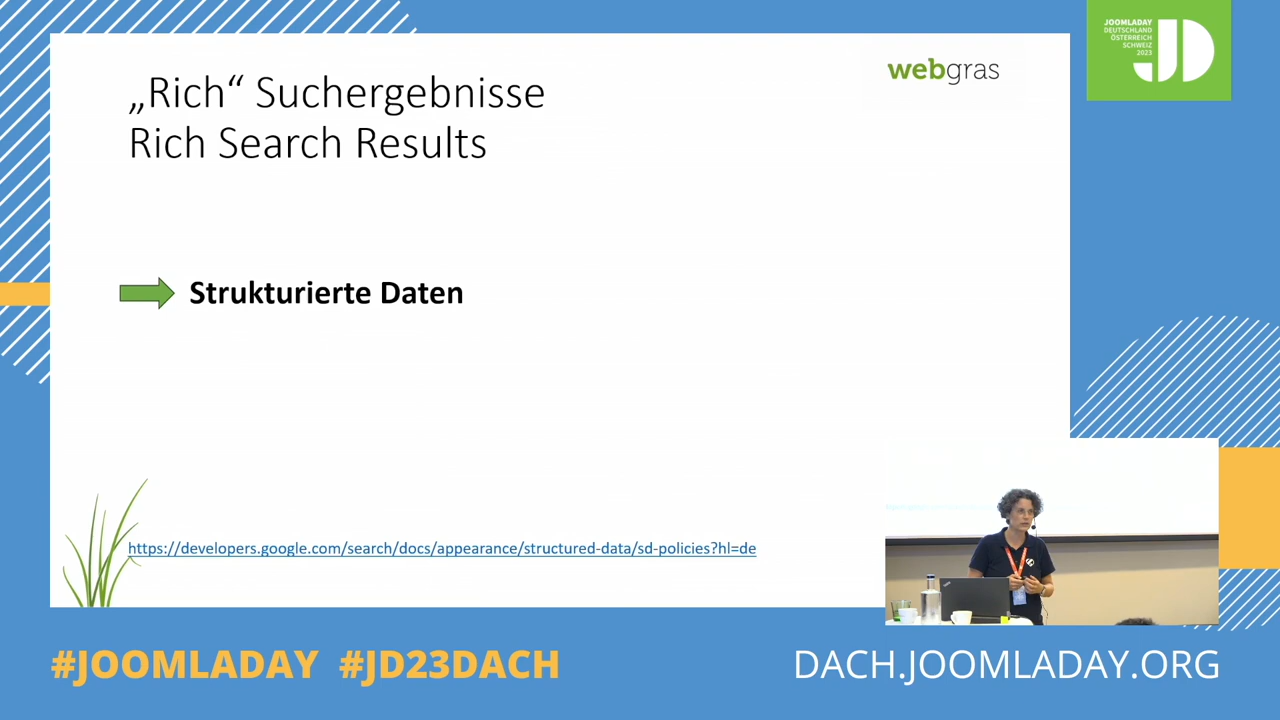 „Rich“ Suchergebnisse
Rich Search Results
webgras
JOOMLADAY
DEUTSCHLAND
ÖSTERREICH
SCHWEIZ
2023
JD
Strukturierte Daten
https://developers.google.com/search/docs/appearance/structured-data/sd-policies?hl=de
#JOOMLADAY #JD23DACH
DACH.JOOMLADAY.ORG